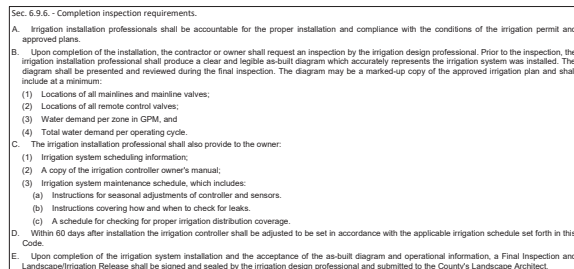 Sec. 6.9.6. - Completion inspection requirements.
A. Irrigation installation professionals shall be accountable for the proper installation and compliance with the conditions of the irrigation permit and
approved plans.
B. Upon completion of the installation, the contractor or owner shall request an inspection by the irrigation design professional. Prior to the inspection, the
irrigation installation professional shall produce a clear and legible as-built diagram which accurately represents the irrigation system was installed. The
diagram shall be presented and reviewed during the final inspection. The diagram may be a marked-up copy of the approved irrigation plan and shall
include at a minimum:
(1) Locations of all mainlines and mainline valves;
(2) Locations of all remote control valves;
(3) Water demand per zone in GPM, and
(4) Total water demand per operating cycle.
C. The irrigation installation professional shall also provide to the owner:
(1) Irrigation system scheduling information;
(2) A copy of the irrigation controller owner's manual;
(3) Irrigation system maintenance schedule, which includes:
(a) Instructions for seasonal adjustments of controller and sensors.
(b) Instructions covering how and when to check for leaks.
(c) A schedule for checking for proper irrigation distribution coverage.
D. Within 60 days after installation the irrigation controller shall be adjusted to be set in accordance with the applicable irrigation schedule set forth in this
Code.
E. Upon completion of the irrigation system installation and the acceptance of the as-built diagram and operational information, a Final Inspection and
Landscape/Irrigation Release shall be signed and sealed by the irrigation design professional and submitted to the County's Landscape Architect.